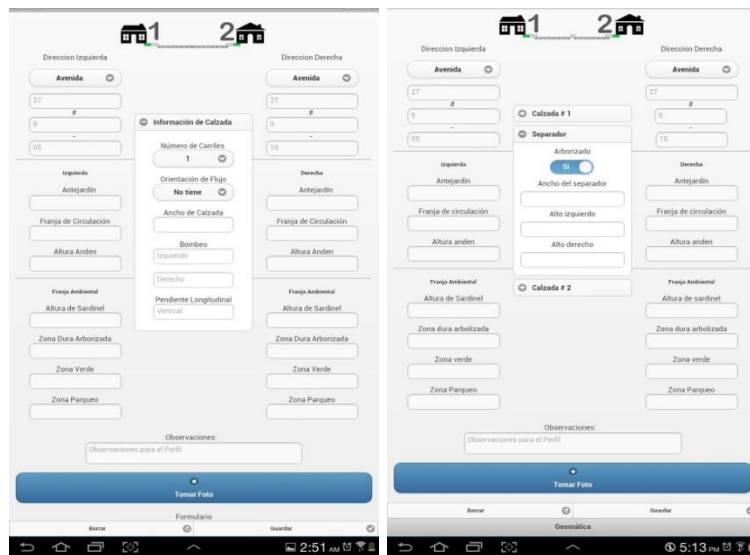 1 2
Direccion Izquierda
Direccion Derecha
Avenida
Avenida
27
27
#
#
9
9
-
-
05
10
Información de Calzada
Número de Carriles
1
Orientación de Flujo
No tiene
Ancho de Calzada
Bombeo
Izquierdo
Derecho
Pendiente Longitudinal
Vertical
Izquierda
Derecha
Antejardín
Antejardín
Franja de Circulación
Franja de Circulación
Altura Anden
Altura Anden
Franja Ambiental
Franja Ambiental
Altura de Sardinel
Altura de Sardinel
Zona Dura Arborizada
Zona Dura Arborizada
Zona Verde
Zona Verde
Zona Parqueo
Zona Parqueo
Observaciones:
Observaciones para el Perfil
Tomar Foto
Formulario
Borrar
Guardar
2:51 AM
1 2
Direccion Izquierda
Direccion Derecha
Avenida
Avenida
27
27
#
#
9
9
-
-
05
10
Calzada # 1
Separador
Arborizado
Si
Ancho del separador
Alto izquierdo
Alto derecho
Calzada # 2
Izquierda
Derecha
Antejardín
Antejardín
Franja de circulación
Franja de circulación
Altura anden
Altura anden
Franja Ambiental
Franja Ambiental
Altura de Sardinel
Altura de sardinel
Zona dura arbolizada
Zona dura arbolizada
Zona verde
Zona verde
Zona Parqueo
Zona Parqueo
Observaciones:
Observaciones para el Perfil
Tomar Foto
Borrar
Guardar
Geomática
5:13 PM